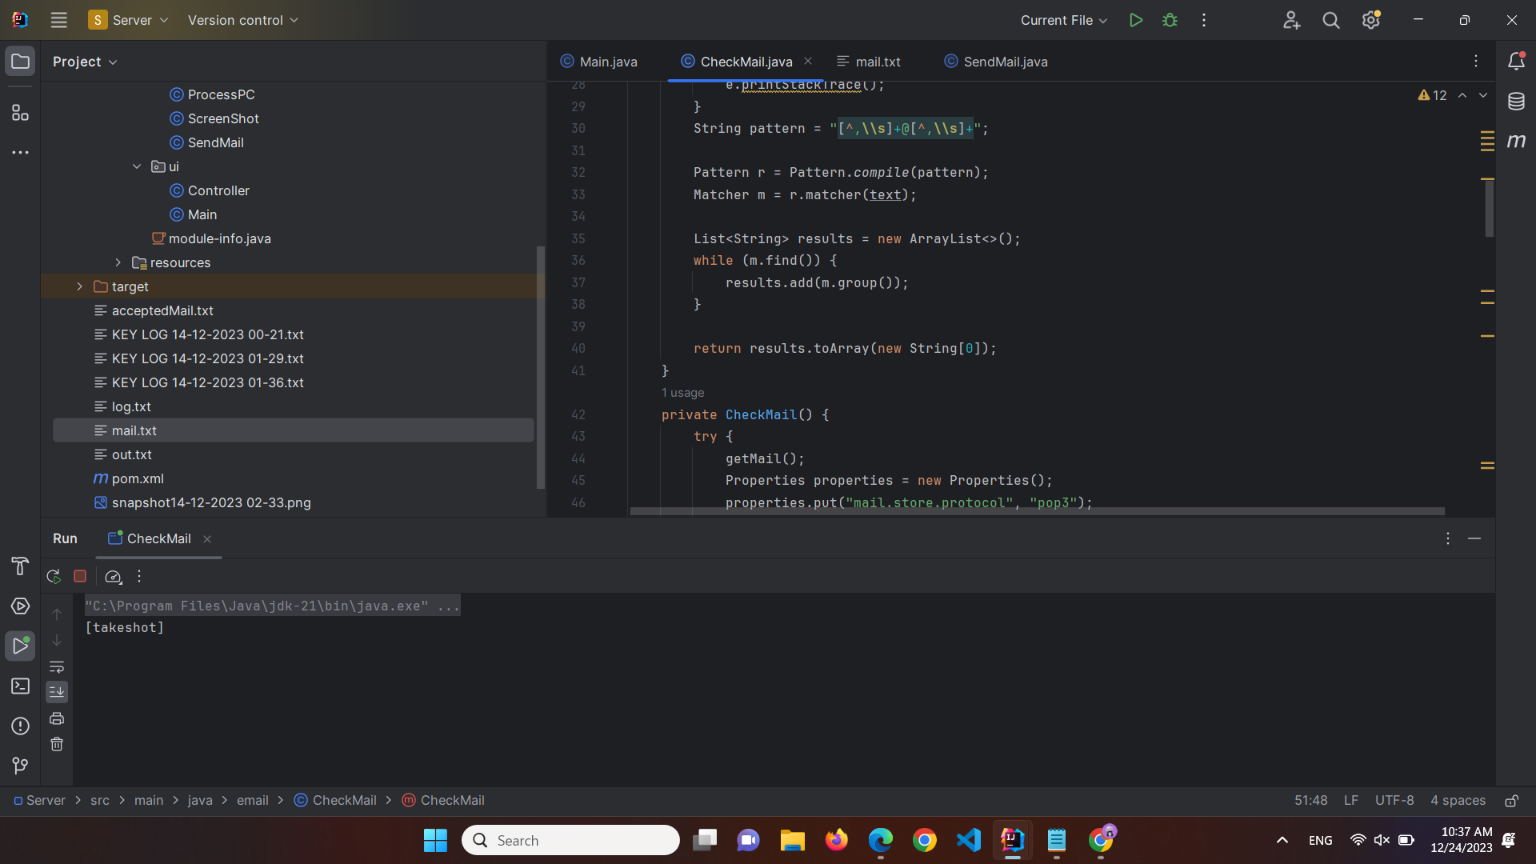 S Server
Version control
Current File
Project
Main.java
CheckMail.java
mail.txt
SendMail.java
ProcessPC
ScreenShot
SendMail
ui
Controller
Main
module-info.java
resources
target
acceptedMail.txt
KEY LOG 14-12-2023 00-21.txt
KEY LOG 14-12-2023 01-29.txt
KEY LOG 14-12-2023 01-36.txt
log.txt
mail.txt
out.txt
m pom.xml
snapshot14-12-2023 02-33.png
28 e.printStackTrace();
12
29 }
30 String pattern = "[^,\\s]+@[^,\\s]+";
31
32 Pattern r = Pattern.compile(pattern);
33 Matcher m = r.matcher(text);
34
35 List<String> results = new ArrayList<>();
36 while (m.find()) {
37 results.add(m.group());
38 }
39
40 return results.toArray(new String[0]);
41 }
1 usage
42 private CheckMail() {
43 try {
44 getMail();
45 Properties properties = new Properties();
46 properties.put("mail.store.protocol", "pop3");
m
Run
CheckMail
"C:\Program Files\Java\jdk-21\bin\java.exe" ...
[takeshot]
Server > src > main > java > email > CheckMail > CheckMail
51:48 LF UTF-8 4 spaces
Search
ENG
10:37 AM
12/24/2023